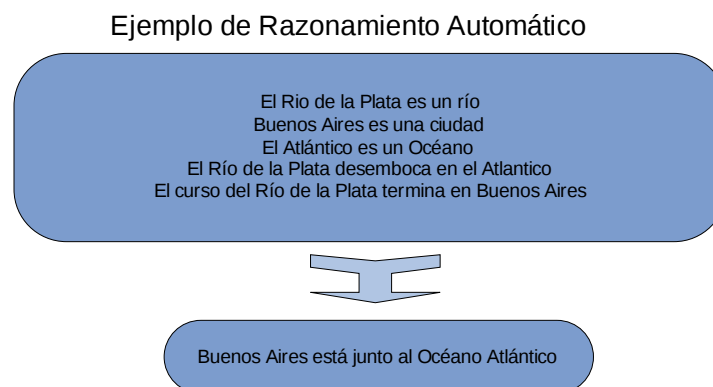 Ejemplo de Razonamiento Automático
El Rio de la Plata es un río
Buenos Aires es una ciudad
El Atlántico es un Océano
El Río de la Plata desemboca en el Atlantico
El curso del Río de la Plata termina en Buenos Aires
Buenos Aires está junto al Océano Atlántico